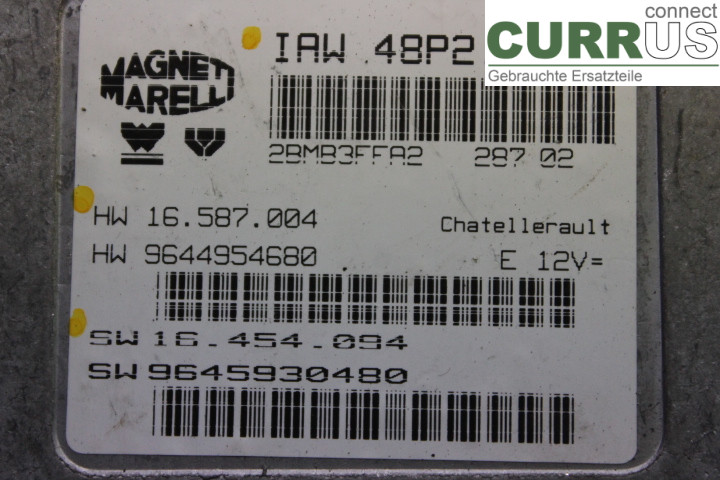 connect
CURRUS
Gebrauchte Ersatzteile
IAW 48P2
MAGNETI
MARELLI
2BMB3FFA2 287 02
HW 16.587.004
Chatellerault
HW 9644954680
E 12V=
SW 16.454.094
SW 9645930480